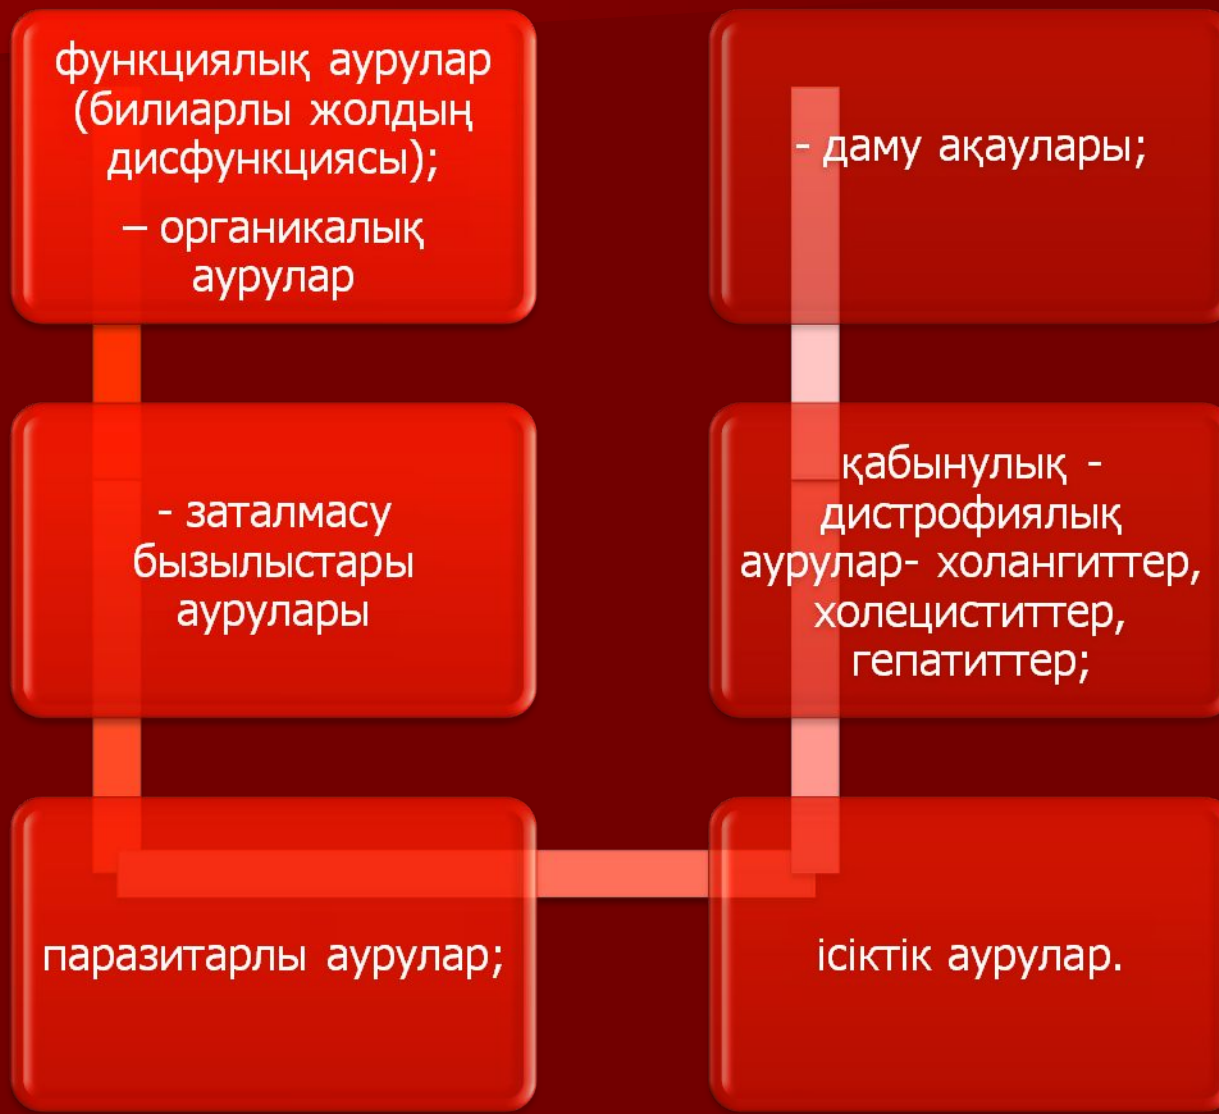 функциялық аурулар
(билиарлы жолдың
дисфункциясы);
– органикалық
аурулар
- заталмасу
бызылыстары
аурулары
паразитарлы аурулар;
ісіктік аурулар.
қабынулық -
дистрофиялық
аурулар- холангиттер,
холециститтер,
гепатиттер;
- даму ақаулары;